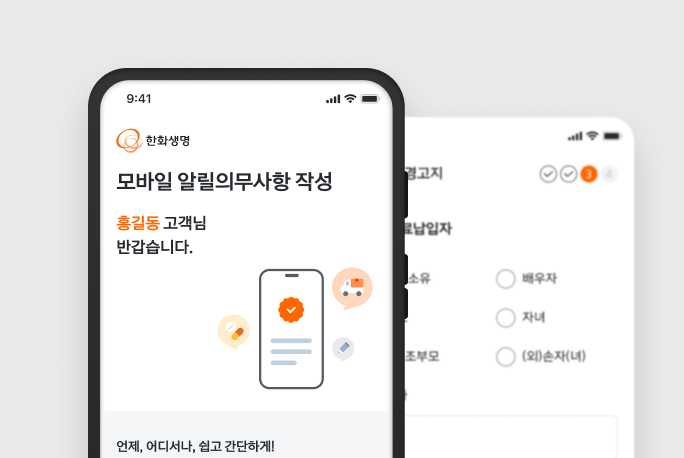 9:41
한화생명
모바일 알릴의무사항 작성
홍길동 고객님
반갑습니다.
언제, 어디서나, 쉽고 간단하게!
경고지
3
4
료납입자
소유
배우자
자녀
조부모
(외)손자(녀)